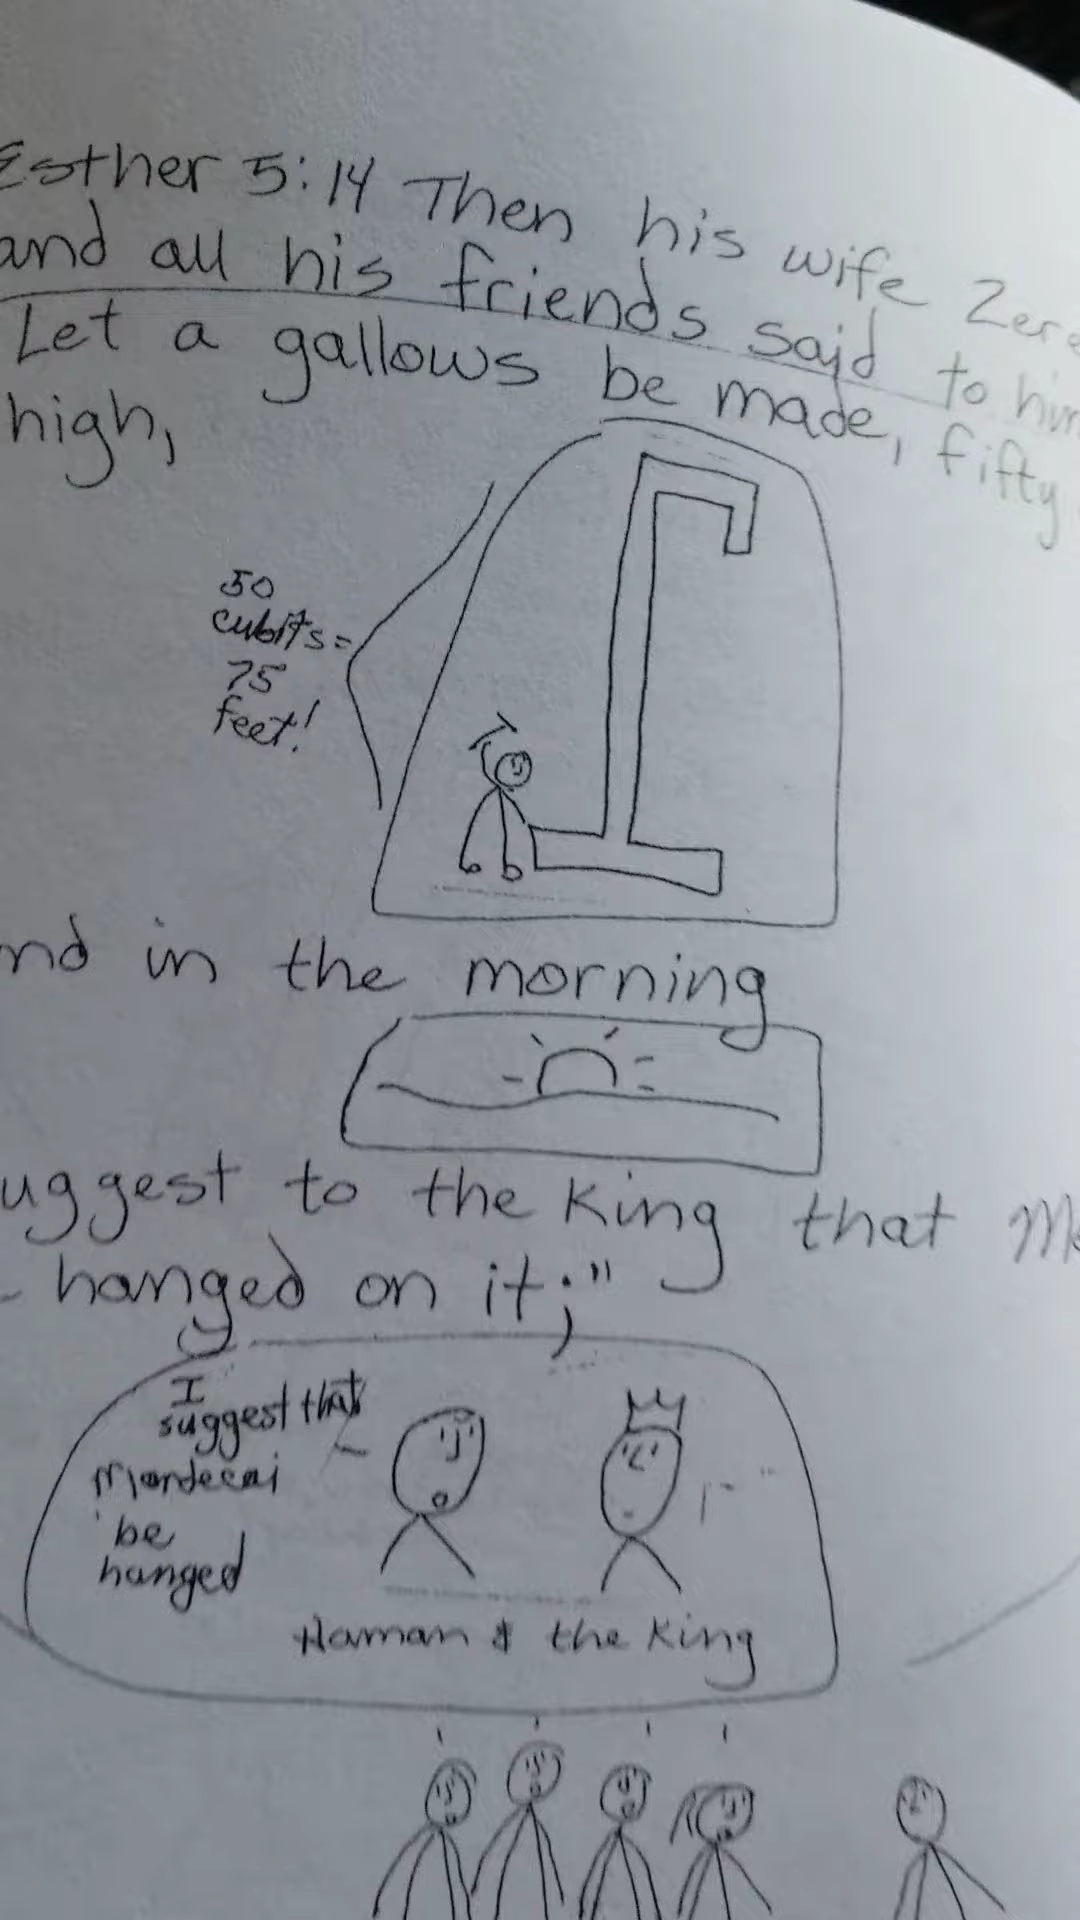 Esther 5:14 Then his wife Zere
and all his friends said to him
Let a gallows be made, fifty
high,
50
cubits=
75
feet!
nd in the morning
uggest to the King that Mo
hanged on it;"
I
suggest that
Mordecai
be
hanged
Haman & the King